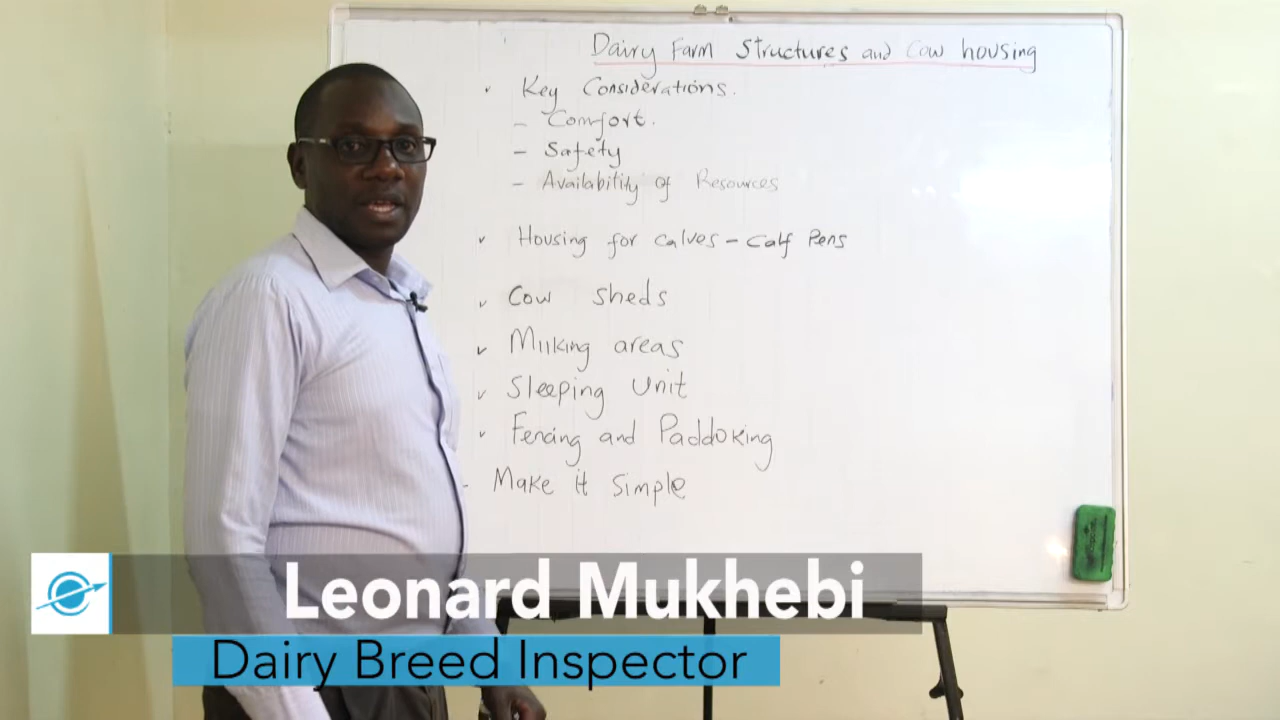 Dairy Farm Structures and Cow housing
Key Considerations.
- Comfort.
- Safety
- Availability of Resources
Housing for calves - Calf Pens
Cow sheds
Milking areas
Sleeping Unit
Fencing and Paddoking
- Make it simple
Leonard Mukhebi
Dairy Breed Inspector